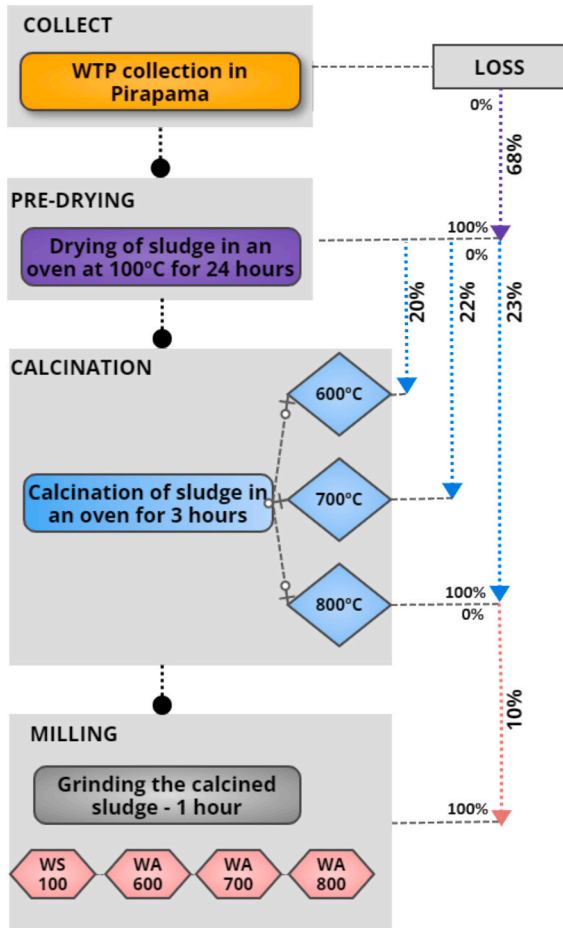 COLLECT
WTP collection in
Pirapama
LOSS
0%
68%
PRE-DRYING
Drying of sludge in an
oven at 100ºC for 24 hours
100%
0%
20%
22%
23%
CALCINATION
600ºC
Calcination of sludge in
an oven for 3 hours
700ºC
800ºC
100%
0%
10%
MILLING
Grinding the calcined
sludge - 1 hour
100%
WS
100
WA
600
WA
700
WA
800